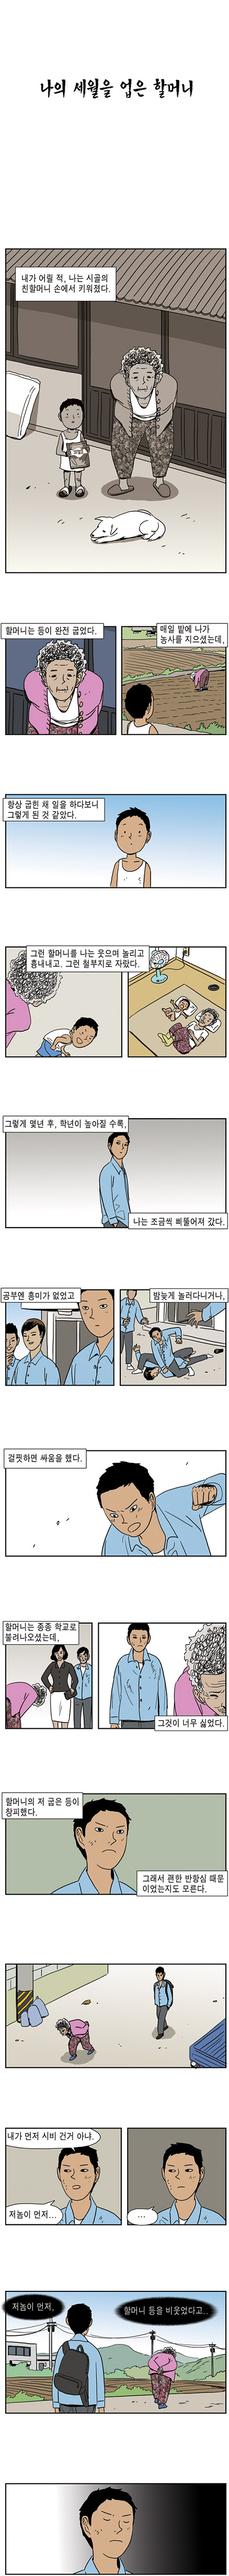 나의 세월을 업은 할머니
내가 어릴 적, 나는 시골의
친할머니 손에서 키워졌다.
할머니는 등이 완전 굽었다.
매일 밭에 나가
농사를 지으셨는데,
항상 굽힌 채 일을 하다보니
그렇게 된 것 같았다.
그런 할머니를 나는 웃으며 놀리고
흉내내고. 그런 철부지로 자랐다.
그렇게 몇년 후, 학년이 높아질 수록,
나는 조금씩 삐뚤어져 갔다.
공부엔 흥미가 없었고
밤늦게 놀러다니거나,
걸핏하면 싸움을 했다.
할머니는 종종 학교로
불려나오셨는데,
그것이 너무 싫었다.
할머니의 저 굽은 등이
창피했다.
그래서 괜한 반항심 때문
이었는지도 모른다.
내가 먼저 시비 건거 아냐.
저놈이 먼저...
...
저놈이 먼저,
할머니 등을 비웃었다고..